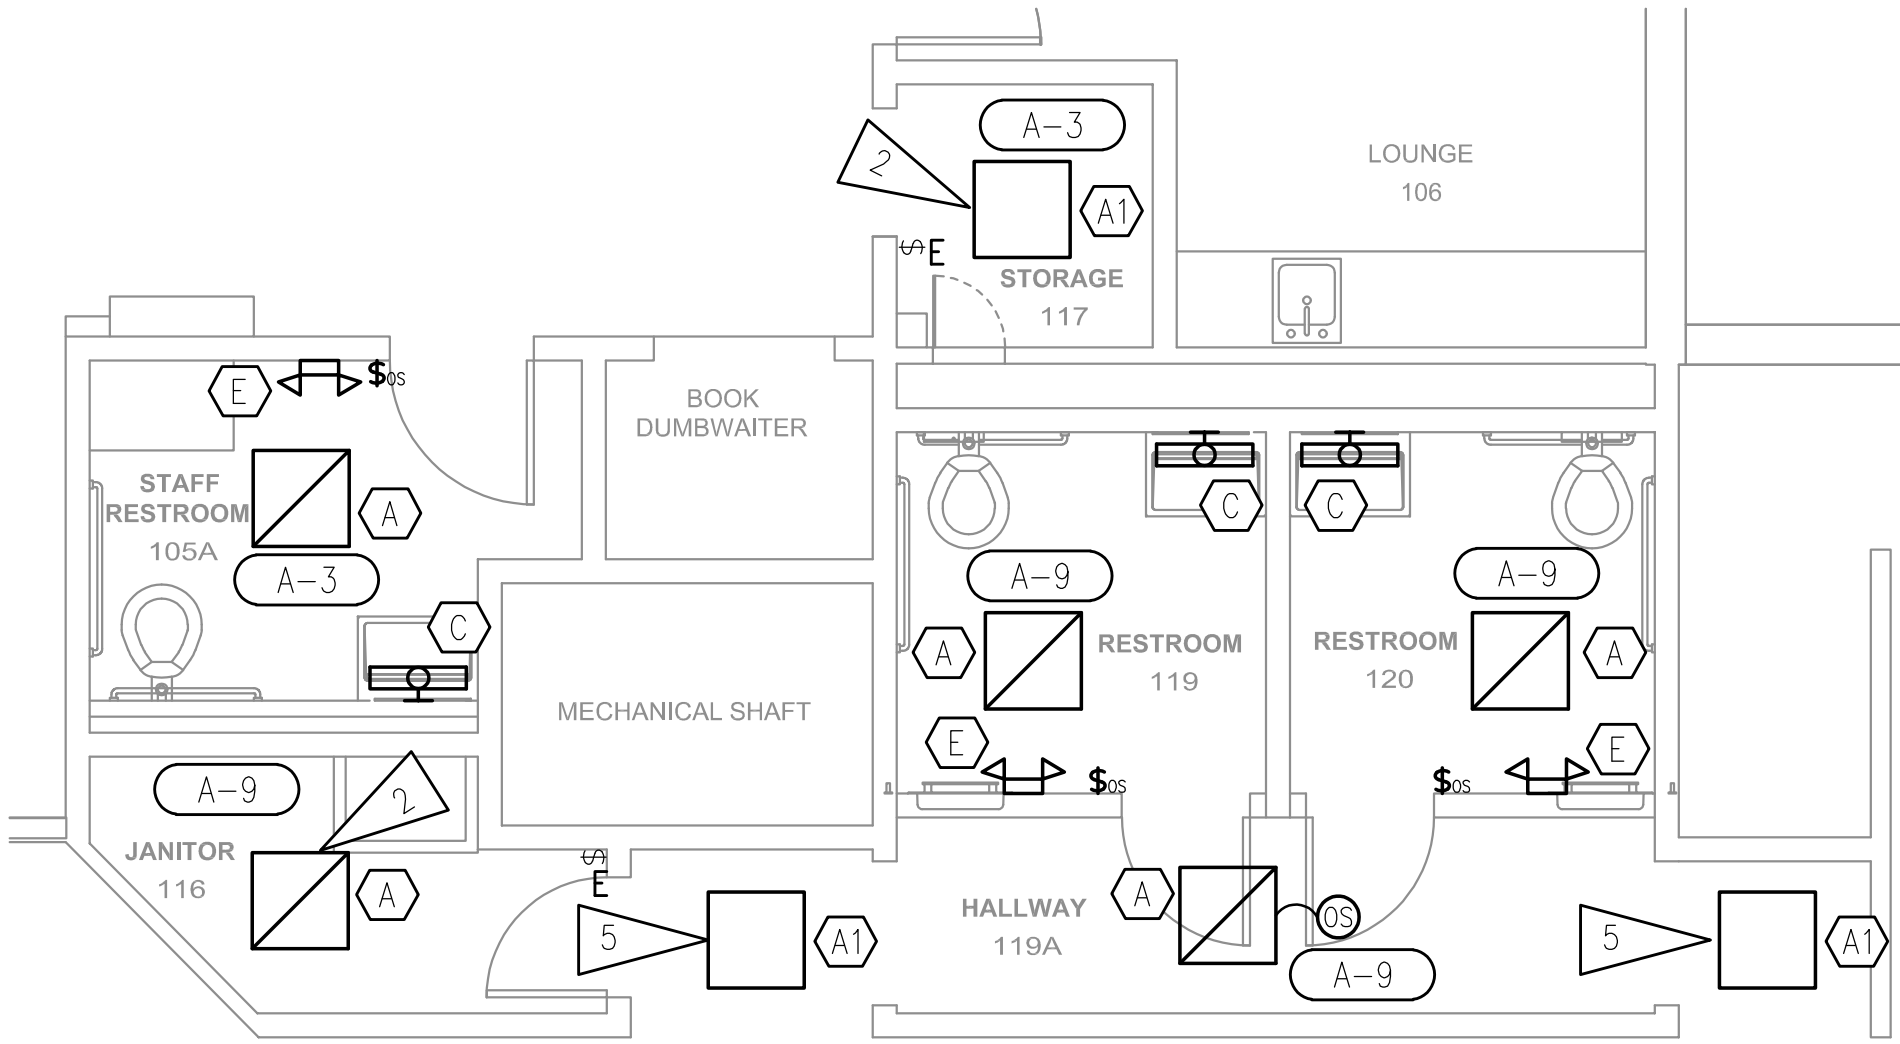 A-3
2
A1
$ E
STORAGE
117
LOUNGE
106
E
$OS
STAFF
RESTROOM
105A
A
A-3
C
BOOK
DUMBWAITER
MECHANICAL SHAFT
C
C
A-9
A
RESTROOM
119
E
$OS
A-9
RESTROOM
120
A
E
$OS
A-9
2
JANITOR
116
A
$
E
5
A1
HALLWAY
119A
A
OS
A-9
5
A1